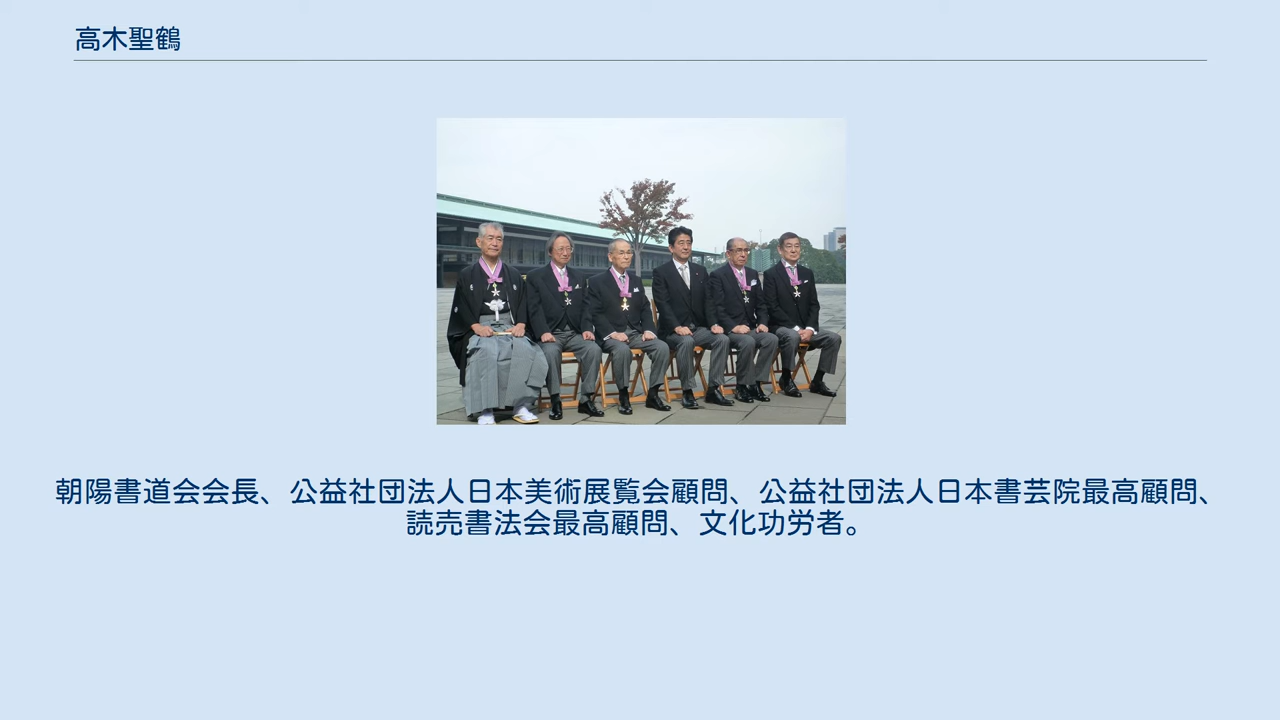 高木聖鶴
朝陽書道会会長、公益社団法人日本美術展覧会顧問、公益社団法人日本書芸院最高顧問、
読売書法会最高顧問、文化功労者。